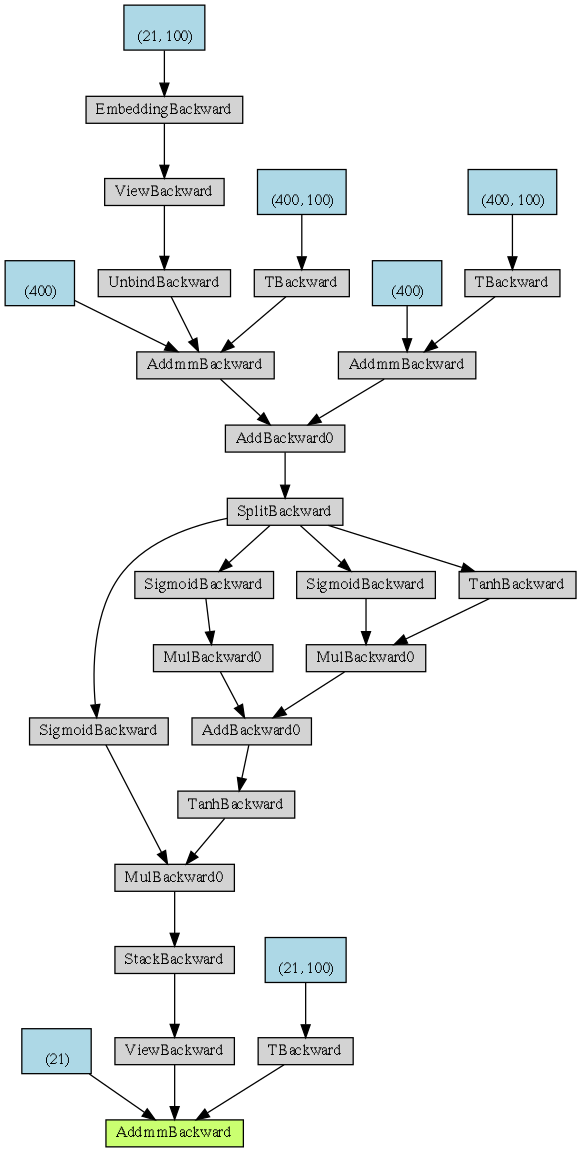 (21, 100)
EmbeddingBackward
ViewBackward
(400, 100)
(400, 100)
UnbindBackward
TBackward
TBackward
(400)
(400)
AddmmBackward
AddmmBackward
AddBackward0
SplitBackward
SigmoidBackward
SigmoidBackward
TanhBackward
MulBackward0
MulBackward0
SigmoidBackward
AddBackward0
TanhBackward
MulBackward0
StackBackward
(21, 100)
(21)
ViewBackward
TBackward
AddmmBackward